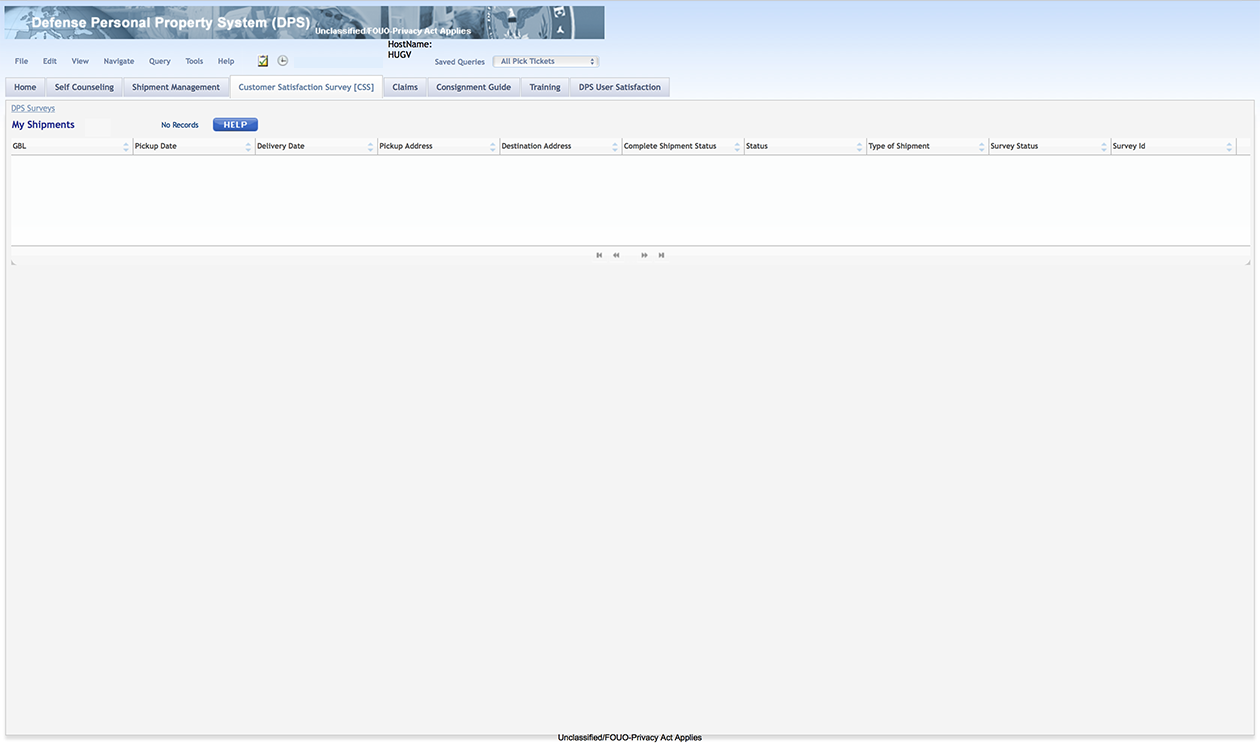 Defense Personal Property System (DPS)
Unclassified/FOUO-Privacy Act Applies
HostName:
HUGV
File Edit View Navigate Query Tools Help Saved Queries All Pick Tickets
Home Self Counseling Shipment Management Customer Satisfaction Survey [CSS] Claims Consignment Guide Training DPS User Satisfaction
DPS Surveys
My Shipments No Records HELP
GBL Pickup Date Delivery Date Pickup Address Destination Address Complete Shipment Status Status Type of Shipment Survey Status Survey Id
Unclassified/FOUO-Privacy Act Applies